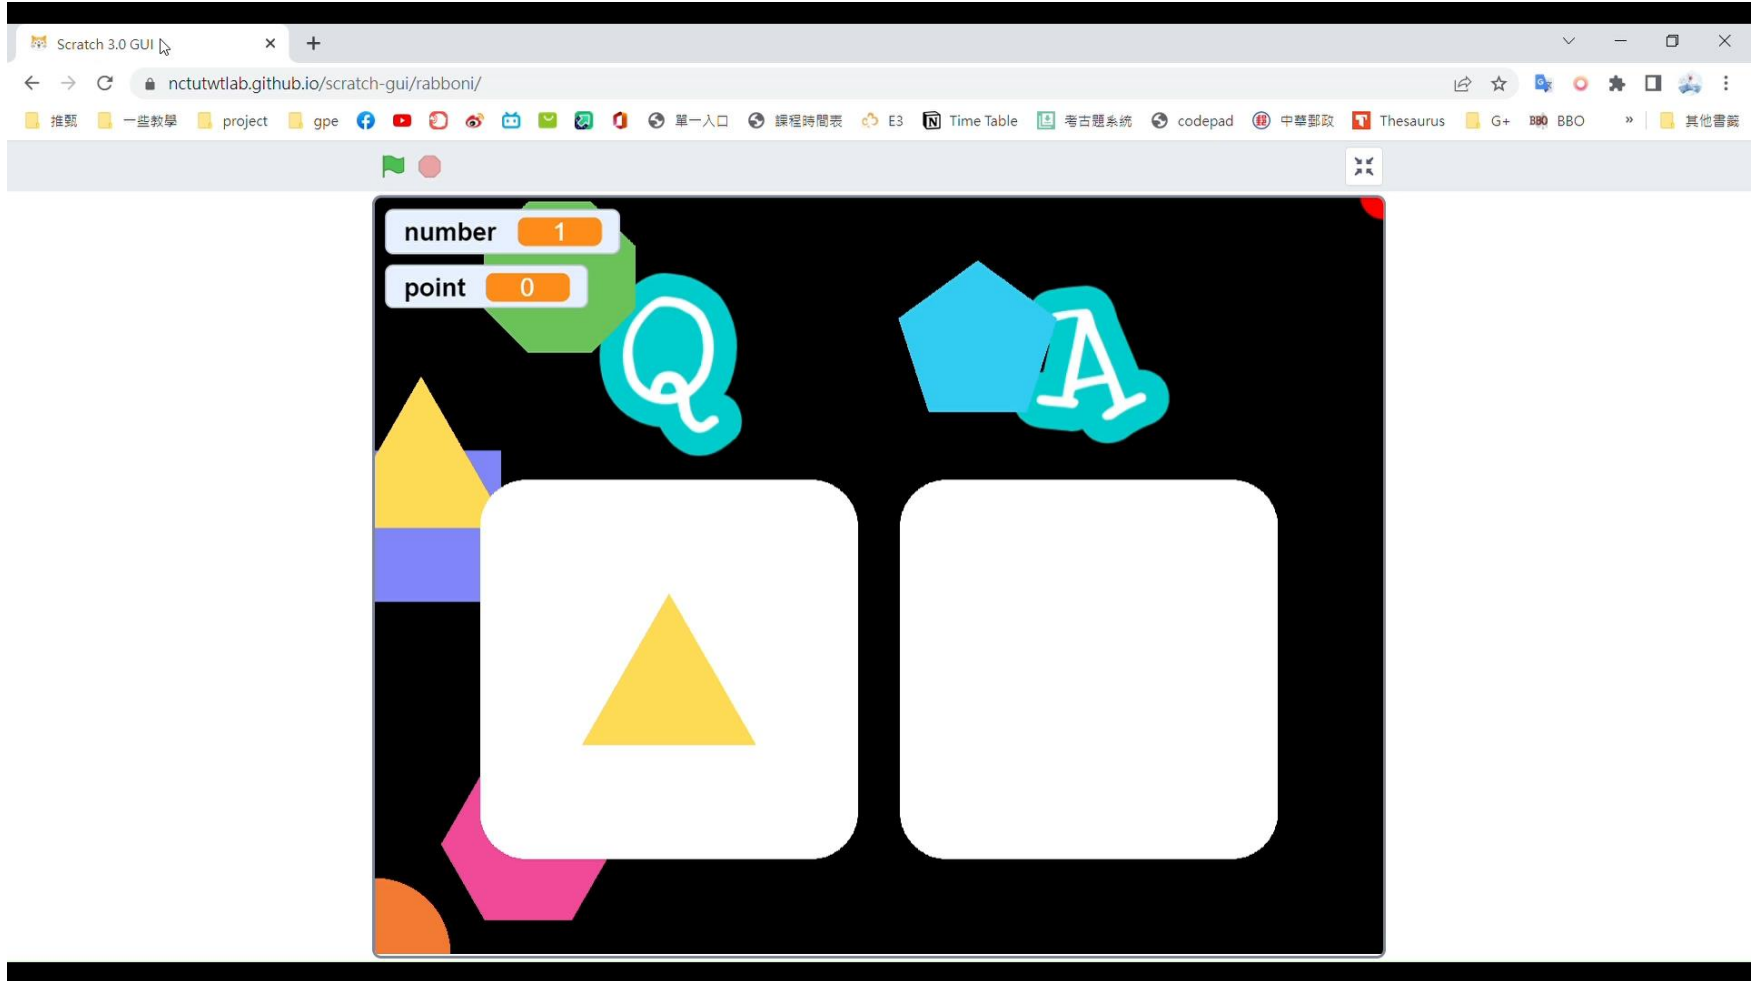 Scratch 3.0 GUI
nctutwtlab.github.io/scratch-gui/rabboni/
推甄 一些教學 project gpe 單一入口 課程時間表 E3 Time Table 考古題系統 codepad 中華郵政 Thesaurus G+ BBO BBO » 其他書籤
number 1
point 0
Q A